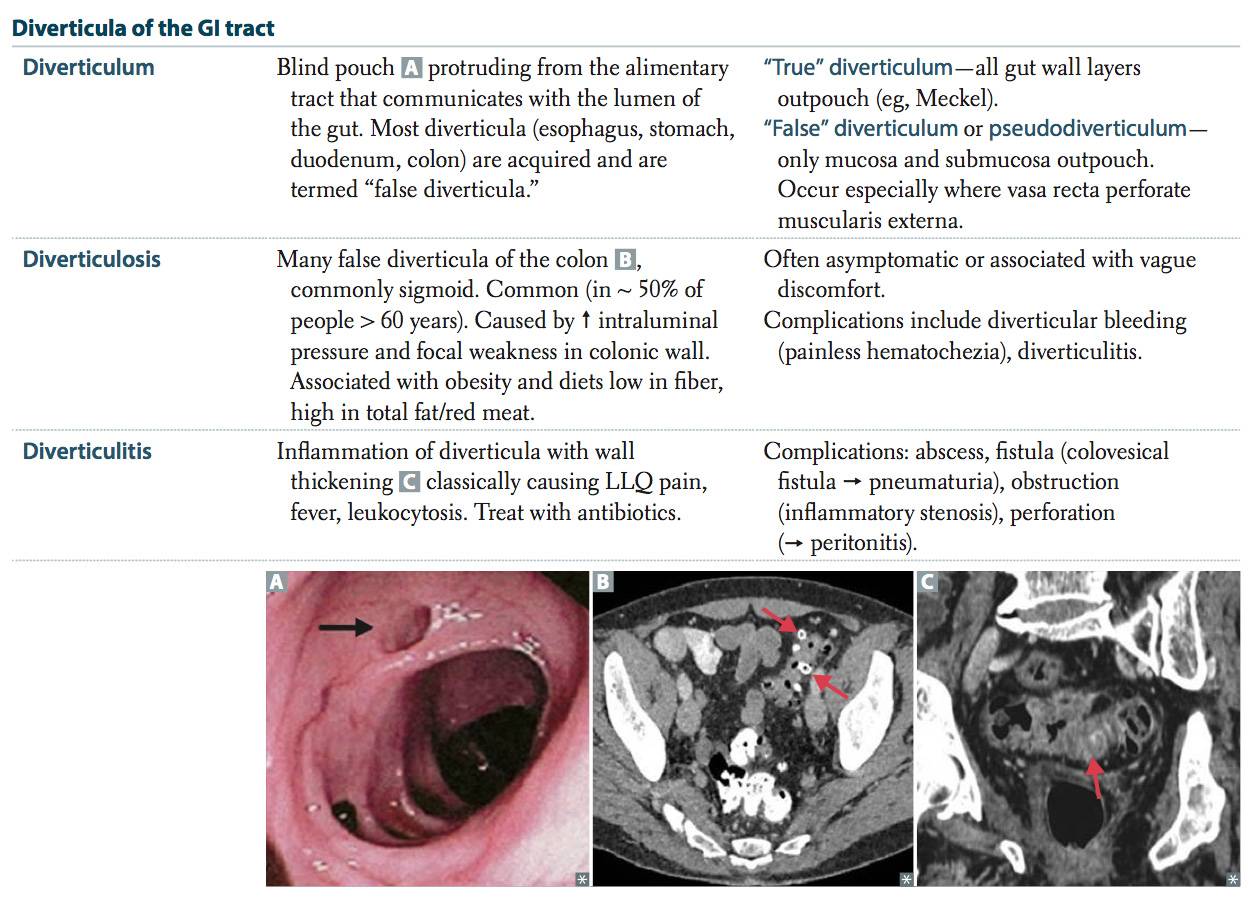 Diverticula of the GI tract
Diverticulum
Blind pouch A protruding from the alimentary
tract that communicates with the lumen of
the gut. Most diverticula (esophagus, stomach,
duodenum, colon) are acquired and are
termed “false diverticula.”
“True” diverticulum—all gut wall layers
outpouch (eg, Meckel).
“False” diverticulum or pseudodiverticulum—
only mucosa and submucosa outpouch.
Occur especially where vasa recta perforate
muscularis externa.
Diverticulosis
Many false diverticula of the colon B,
commonly sigmoid. Common (in ~ 50% of
people > 60 years). Caused by ↑ intraluminal
pressure and focal weakness in colonic wall.
Associated with obesity and diets low in fiber,
high in total fat/red meat.
Often asymptomatic or associated with vague
discomfort.
Complications include diverticular bleeding
(painless hematochezia), diverticulitis.
Diverticulitis
Inflammation of diverticula with wall
thickening C classically causing LLQ pain,
fever, leukocytosis. Treat with antibiotics.
Complications: abscess, fistula (colovesical
fistula → pneumaturia), obstruction
(inflammatory stenosis), perforation
(→ peritonitis).
A
B
C